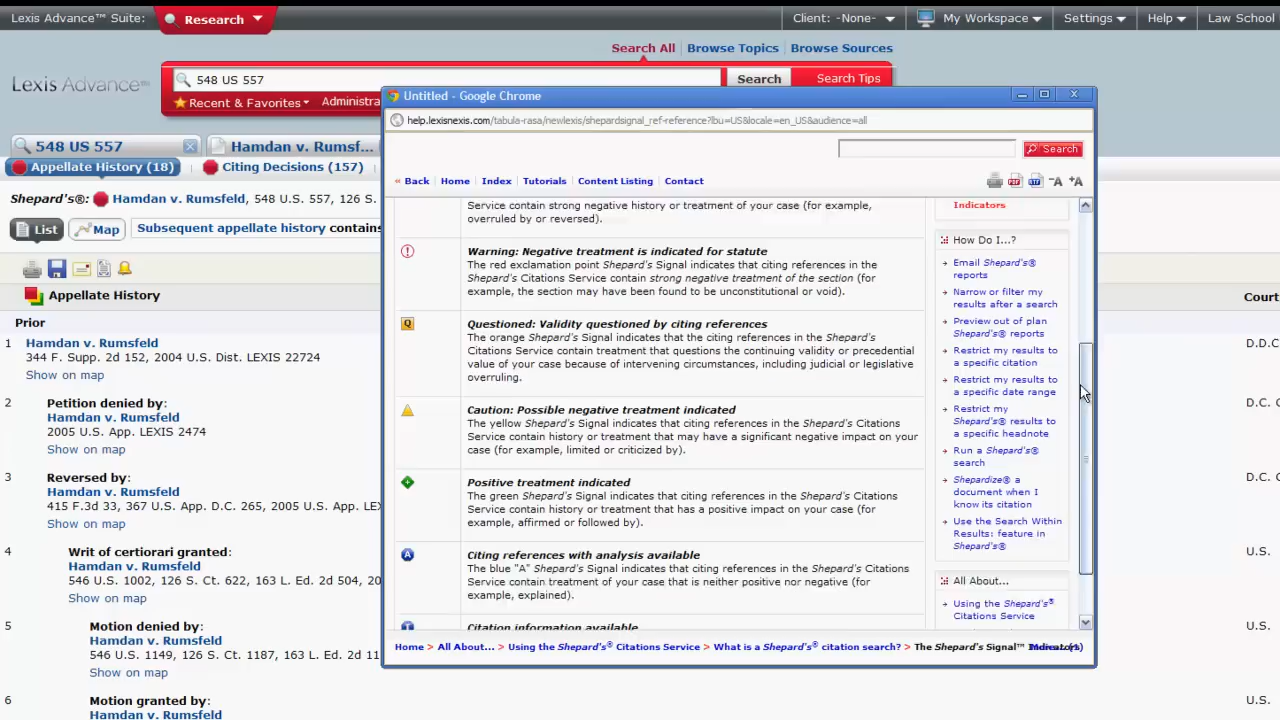 Lexis Advance™ Suite: Research Client: -None- My Workspace Settings Help Law School
Search All Browse Topics Browse Sources
Lexis Advance™
548 US 557 Search Search Tips
Recent & Favorites Administra
Untitled - Google Chrome
help.lexisnexis.com/tabula-rasa/newlexis/shepardsignal_ref-reference?lbu=US&locale=en_US&audience=all
Search
« Back Home Index Tutorials Content Listing Contact PDF RTF -A +A
548 US 557 Hamdan v. Rumsf...
Appellate History (18) Citing Decisions (157)
Shepard's®: Hamdan v. Rumsfeld, 548 U.S. 557, 126 S.
List Map Subsequent appellate history contains
Appellate History
Court
Prior
1 Hamdan v. Rumsfeld
344 F. Supp. 2d 152, 2004 U.S. Dist. LEXIS 22724
Show on map
D.D.C
2 Petition denied by:
Hamdan v. Rumsfeld
2005 U.S. App. LEXIS 2474
Show on map
D.C. C
3 Reversed by:
Hamdan v. Rumsfeld
415 F.3d 33, 367 U.S. App. D.C. 265, 2005 U.S. App. LEX
Show on map
D.C. C
4 Writ of certiorari granted:
Hamdan v. Rumsfeld
546 U.S. 1002, 126 S. Ct. 622, 163 L. Ed. 2d 504, 20
Show on map
U.S.
5 Motion denied by:
Hamdan v. Rumsfeld
546 U.S. 1149, 126 S. Ct. 1187, 163 L. Ed. 2d 11
Show on map
U.S.
6 Motion granted by:
Hamdan v. Rumsfeld
U.S.
Service contain strong negative history or treatment of your case (for example,
overruled by or reversed).
! Warning: Negative treatment is indicated for statute
The red exclamation point Shepard's Signal indicates that citing references in the
Shepard's Citations Service contain strong negative treatment of the section (for
example, the section may have been found to be unconstitutional or void).
Q Questioned: Validity questioned by citing references
The orange Shepard's Signal indicates that the citing references in the Shepard's
Citations Service contain treatment that questions the continuing validity or precedential
value of your case because of intervening circumstances, including judicial or legislative
overruling.
Caution: Possible negative treatment indicated
The yellow Shepard's Signal indicates that citing references in the Shepard's Citations
Service contain history or treatment that may have a significant negative impact on your
case (for example, limited or criticized by).
Positive treatment indicated
The green Shepard's Signal indicates that citing references in the Shepard's Citations
Service contain history or treatment that has a positive impact on your case (for
example, affirmed or followed by).
A Citing references with analysis available
The blue "A" Shepard's Signal indicates that citing references in the Shepard's Citations
Service contain treatment of your case that is neither positive nor negative (for
example, explained).
Citation information available
Indicators
How Do I...?
Email Shepard's®
reports
Narrow or filter my
results after a search
Preview out of plan
Shepard's® reports
Restrict my results to
a specific citation
Restrict my results to
a specific date range
Restrict my
Shepard's® results to
a specific headnote
Run a Shepard's®
search
Shepardize® a
document when I
know its citation
Use the Search Within
Results: feature in
Shepard's®
All About...
Using the Shepard's®
Citations Service
Home > All About... > Using the Shepard's® Citations Service > What is a Shepard's® citation search? > The Shepard's Signal™ Indicators